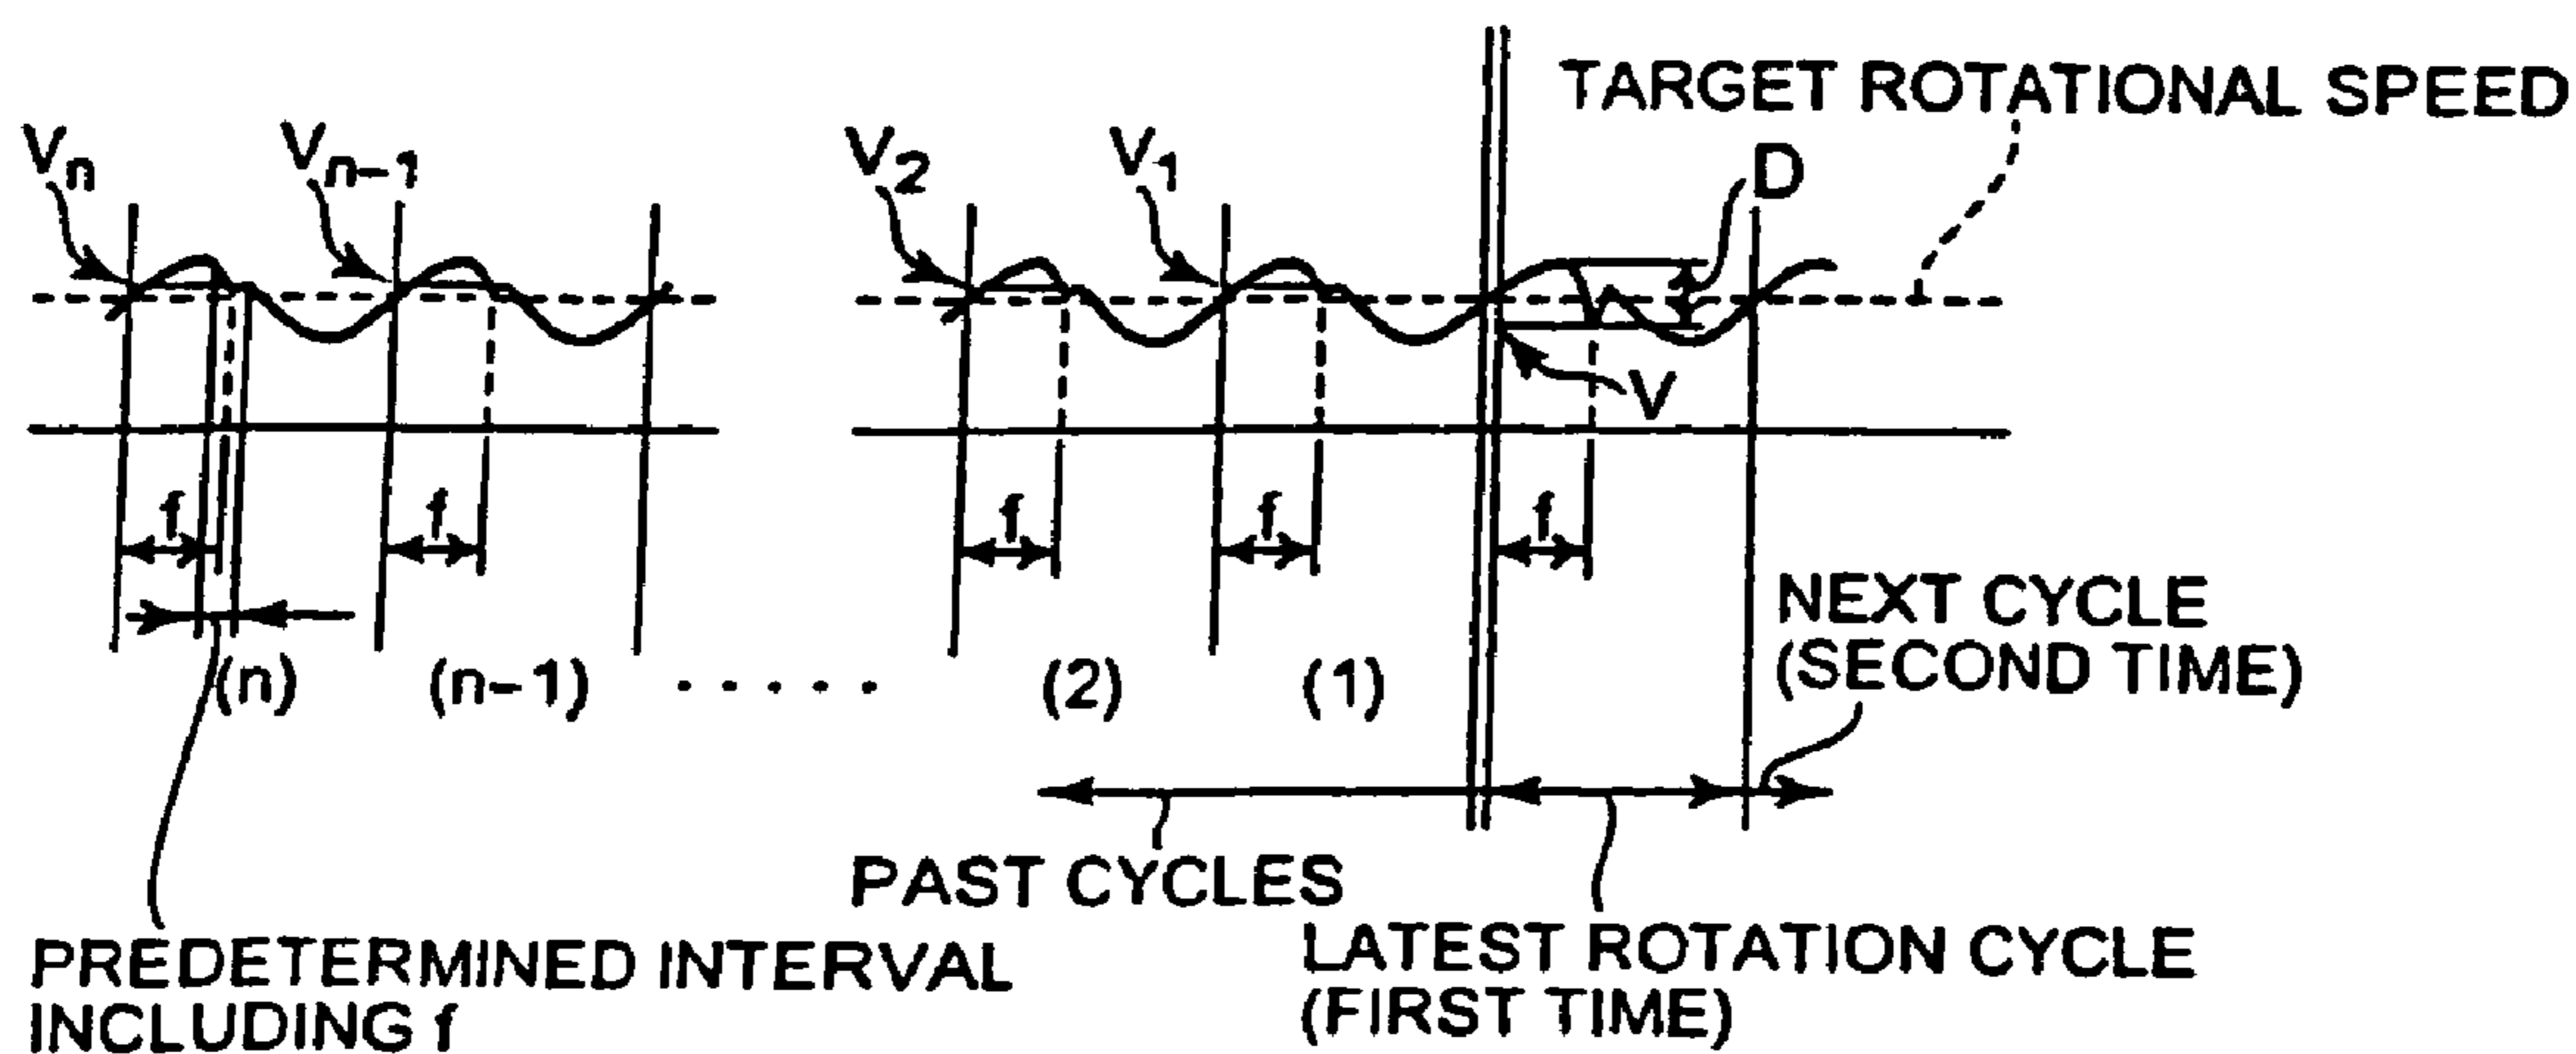 TARGET ROTATIONAL SPEED
Vn Vn-1 V2 V1 D
V
f f f f f
(n) (n-1) ..... (2) (1)
NEXT CYCLE
(SECOND TIME)
PAST CYCLES
PREDETERMINED INTERVAL
INCLUDING f
LATEST ROTATION CYCLE
(FIRST TIME)